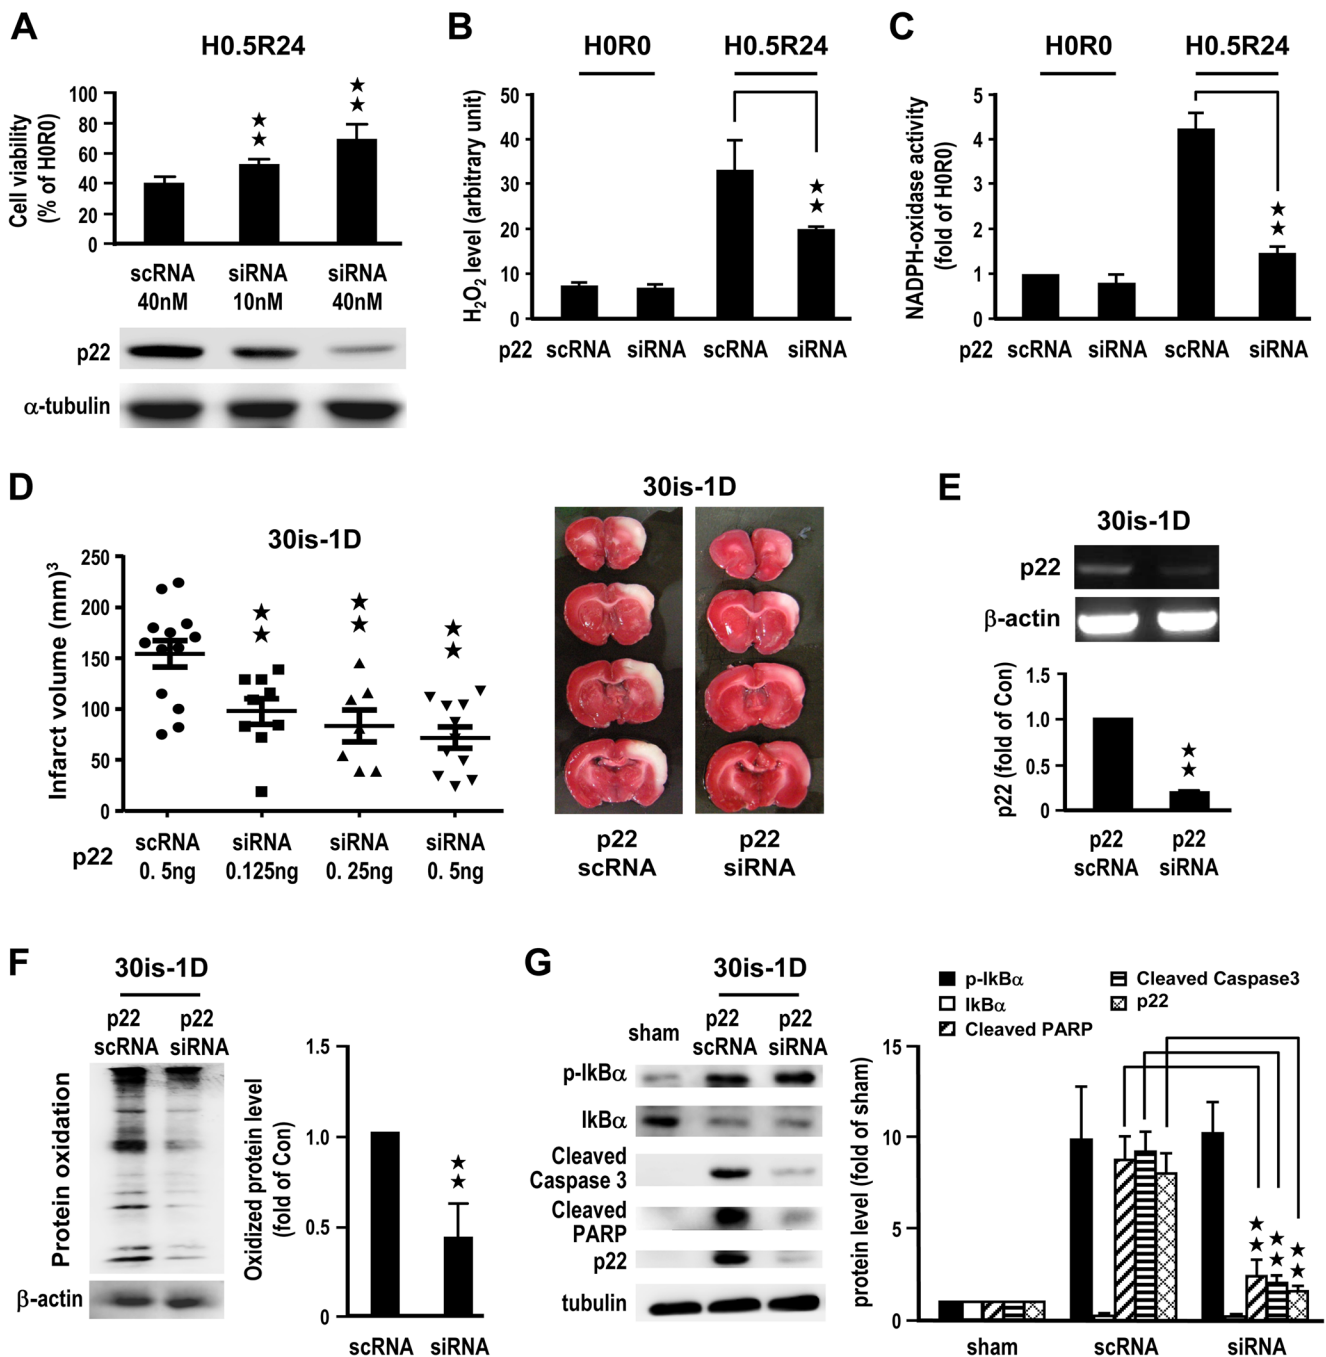 A
H0.5R24
Cell viability
(% of H0R0)
100
80
60
40
20
0
scRNA siRNA siRNA
40nM 10nM 40nM
p22
α-tubulin
B
H0R0 H0.5R24
H₂O₂ level (arbitrary unit)
50
40
30
20
10
0
p22 scRNA siRNA scRNA siRNA
C
H0R0 H0.5R24
NADPH-oxidase activity
(fold of H0R0)
5
4
3
2
1
0
p22 scRNA siRNA scRNA siRNA
D
30is-1D
Infarct volume (mm)³
250
200
150
100
50
0
p22
scRNA siRNA siRNA siRNA
0. 5ng 0.125ng 0. 25ng 0. 5ng
30is-1D
p22 p22
scRNA siRNA
E
30is-1D
p22
β-actin
p22 (fold of Con)
1.5
1.0
0.5
0
p22 p22
scRNA siRNA
F
30is-1D
p22 p22
scRNA siRNA
Protein oxidation
β-actin
Oxidized protein level
(fold of Con)
1.5
1.0
0.5
0
scRNA siRNA
G
30is-1D
sham
p22 p22
scRNA siRNA
p-IkBα
IkBα
Cleaved
Caspase 3
Cleaved
PARP
p22
tubulin
p-IkBα
IkBα
Cleaved PARP
Cleaved Caspase3
p22
protein level (fold of sham)
15
10
5
0
sham scRNA siRNA